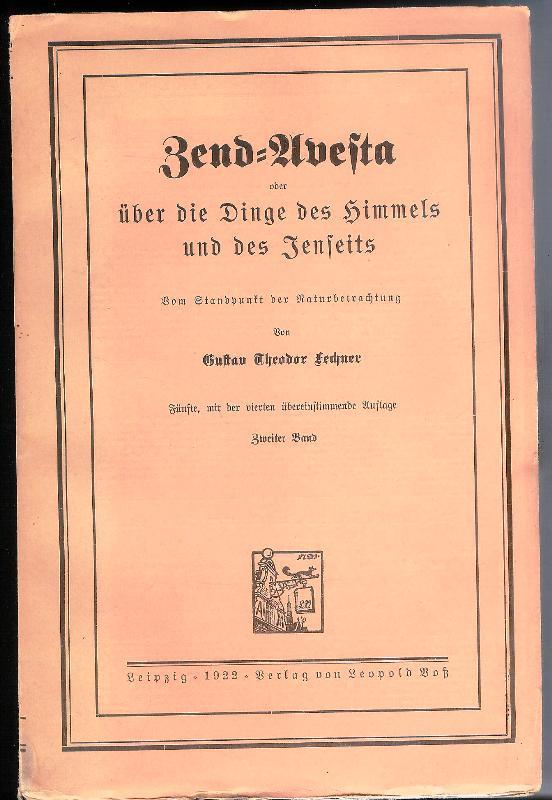 Zend=Avesta
oder
über die Dinge des Himmels
und des Jenseits
Vom Standpunkt der Naturbetrachtung
Von
Gustav Theodor Fechner
Fünfte, mit der vierten übereinstimmende Auflage
Zweiter Band
Leipzig - 1922 - Verlag von Leopold Voß